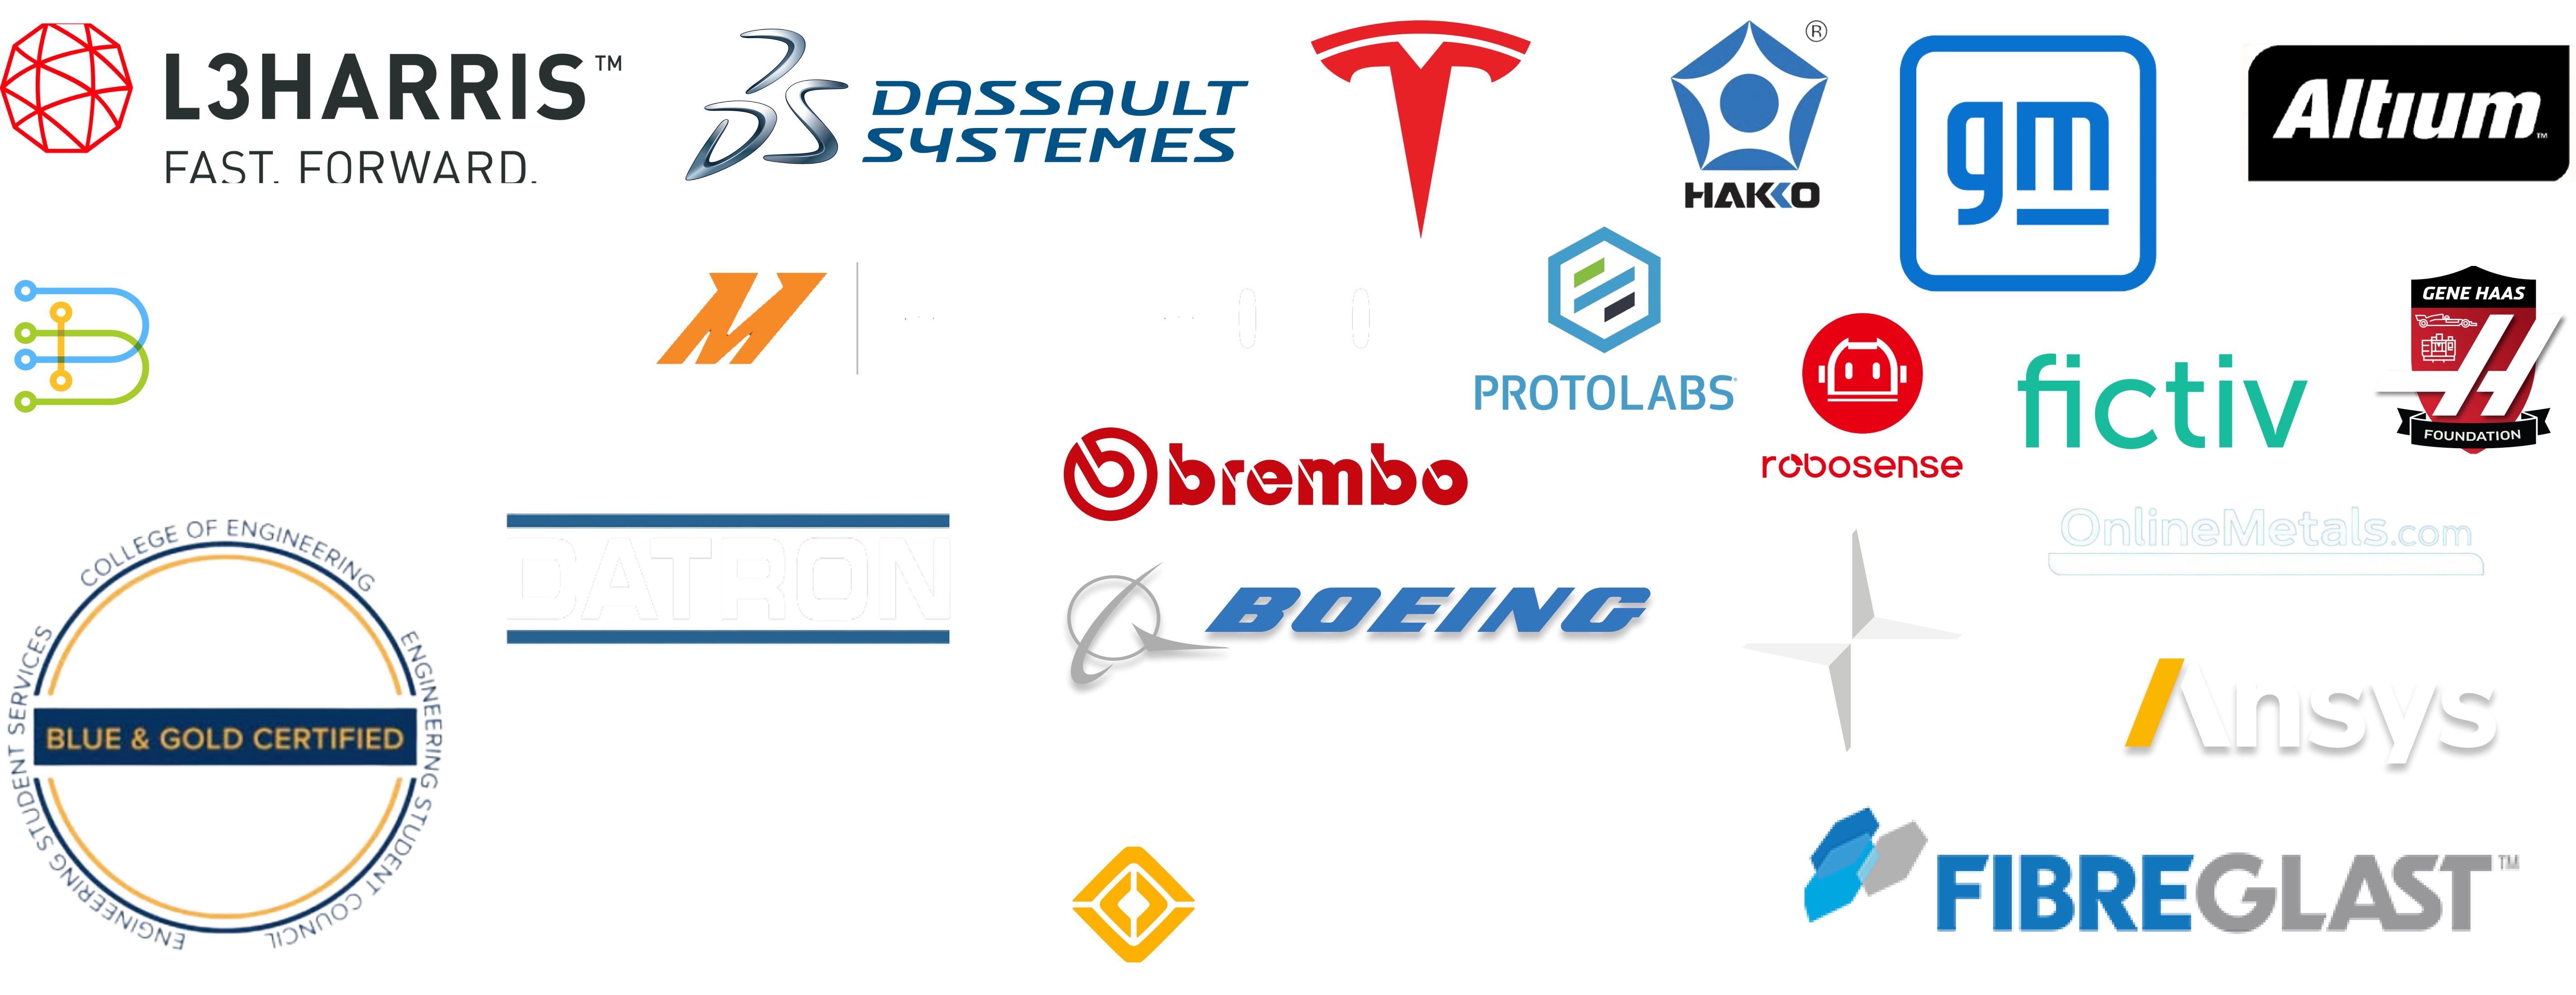 L3HARRIS™
FAST. FORWARD.
DASSAULT
SYSTEMES
HAKKO
®
gm
Altium™
PROTOLABS
robosense
fictiv
GENE HAAS
FOUNDATION
brembo
OnlineMetals.com
COLLEGE OF ENGINEERING
ENGINEERING STUDENT COUNCIL
ENGINEERING STUDENT SERVICES
BLUE & GOLD CERTIFIED
DATRON
BOEING
Ansys
FIBREGLAST™